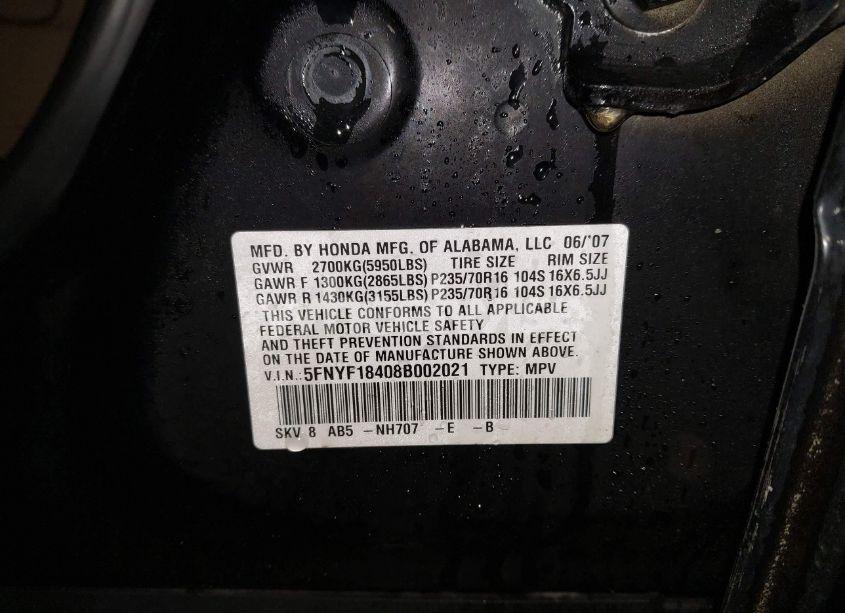 MFD. BY HONDA MFG. OF ALABAMA, LLC 06/'07
GVWR 2700KG(5950LBS) TIRE SIZE RIM SIZE
GAWR F 1300KG(2865LBS) P235/70R16 104S 16X6.5JJ
GAWR R 1430KG(3155LBS) P235/70R16 104S 16X6.5JJ
THIS VEHICLE CONFORMS TO ALL APPLICABLE
FEDERAL MOTOR VEHICLE SAFETY
AND THEFT PREVENTION STANDARDS IN EFFECT
ON THE DATE OF MANUFACTURE SHOWN ABOVE.
V.I.N.: 5FNYF18408B002021 TYPE: MPV
SKV 8 AB5 -NH707 -E -B